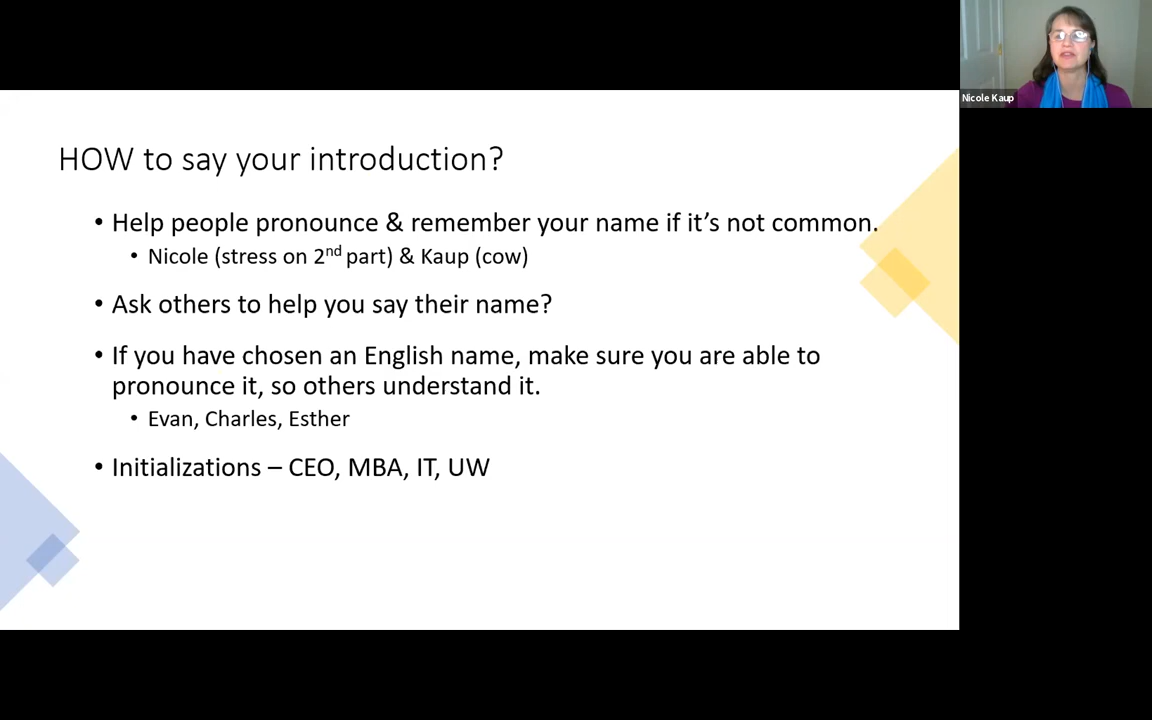 Nicole Kaup
HOW to say your introduction?
• Help people pronounce & remember your name if it’s not common.
• Nicole (stress on 2nd part) & Kaup (cow)
• Ask others to help you say their name?
• If you have chosen an English name, make sure you are able to
pronounce it, so others understand it.
• Evan, Charles, Esther
• Initializations – CEO, MBA, IT, UW